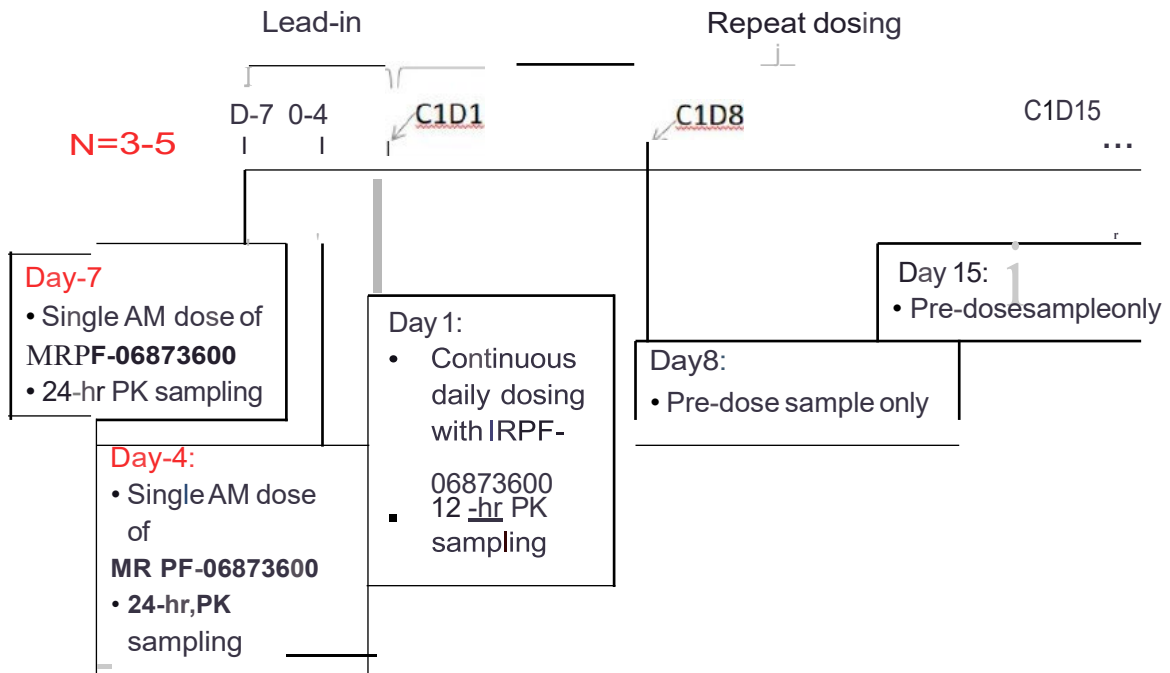 Lead-in
Repeat dosing
D-7 0-4
C1D1
C1D8
C1D15
N=3-5
...
Day-7
• Single AM dose of
MRPF-06873600
• 24-hr PK sampling
Day-4:
• Single AM dose
of
MR PF-06873600
• 24-hr,PK
sampling
Day 1:
• Continuous
daily dosing
with IRPF-
06873600
▪ 12 -hr PK
sampling
Day8:
• Pre-dose sample only
Day 15:
• Pre-dosesampleonly